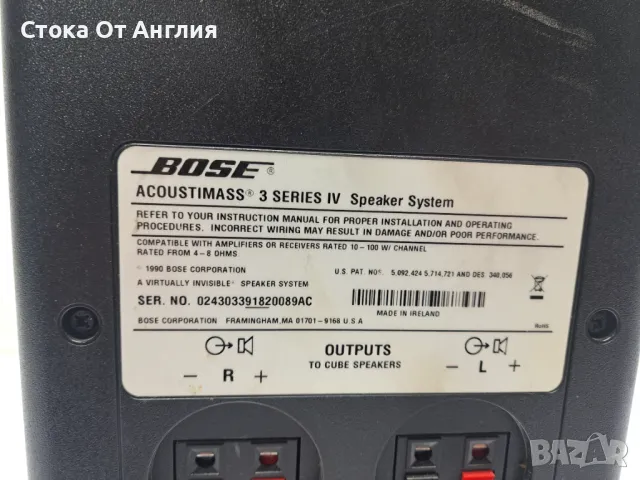 Стока От Англия
BOSE®
ACOUSTIMASS® 3 SERIES IV Speaker System
REFER TO YOUR INSTRUCTION MANUAL FOR PROPER INSTALLATION AND OPERATING
PROCEDURES. INCORRECT WIRING MAY RESULT IN DAMAGE AND/OR POOR PERFORMANCE.
COMPATIBLE WITH AMPLIFIERS OR RECEIVERS RATED 10-100 W/ CHANNEL
RATED FROM 4-8 OHMS
1990 BOSE CORPORATION
U.S. PAT. NOS. 5,092,424 5,714,721 AND DES. 340,056
A VIRTUALLY INVISIBLE® SPEAKER SYSTEM
SER. NO. 024303391820089AC
MADE IN IRELAND
BOSE CORPORATION FRAMINGHAM, MA 01701-9168 U.S.A
RoHS
OUTPUTS
TO CUBE SPEAKERS
- R +
- L +
BAZAR